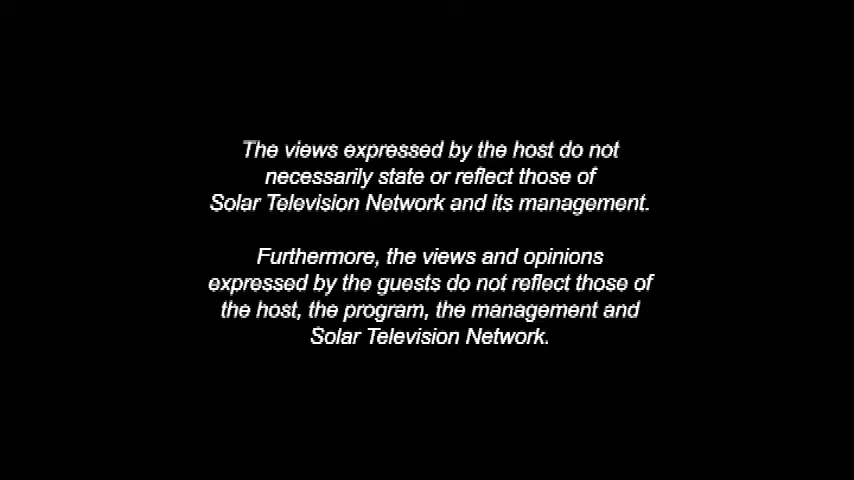 The views expressed by the host do not
necessarily state or reflect those of
Solar Television Network and its management.
Furthermore, the views and opinions
expressed by the guests do not reflect those of
the host, the program, the management and
Solar Television Network.